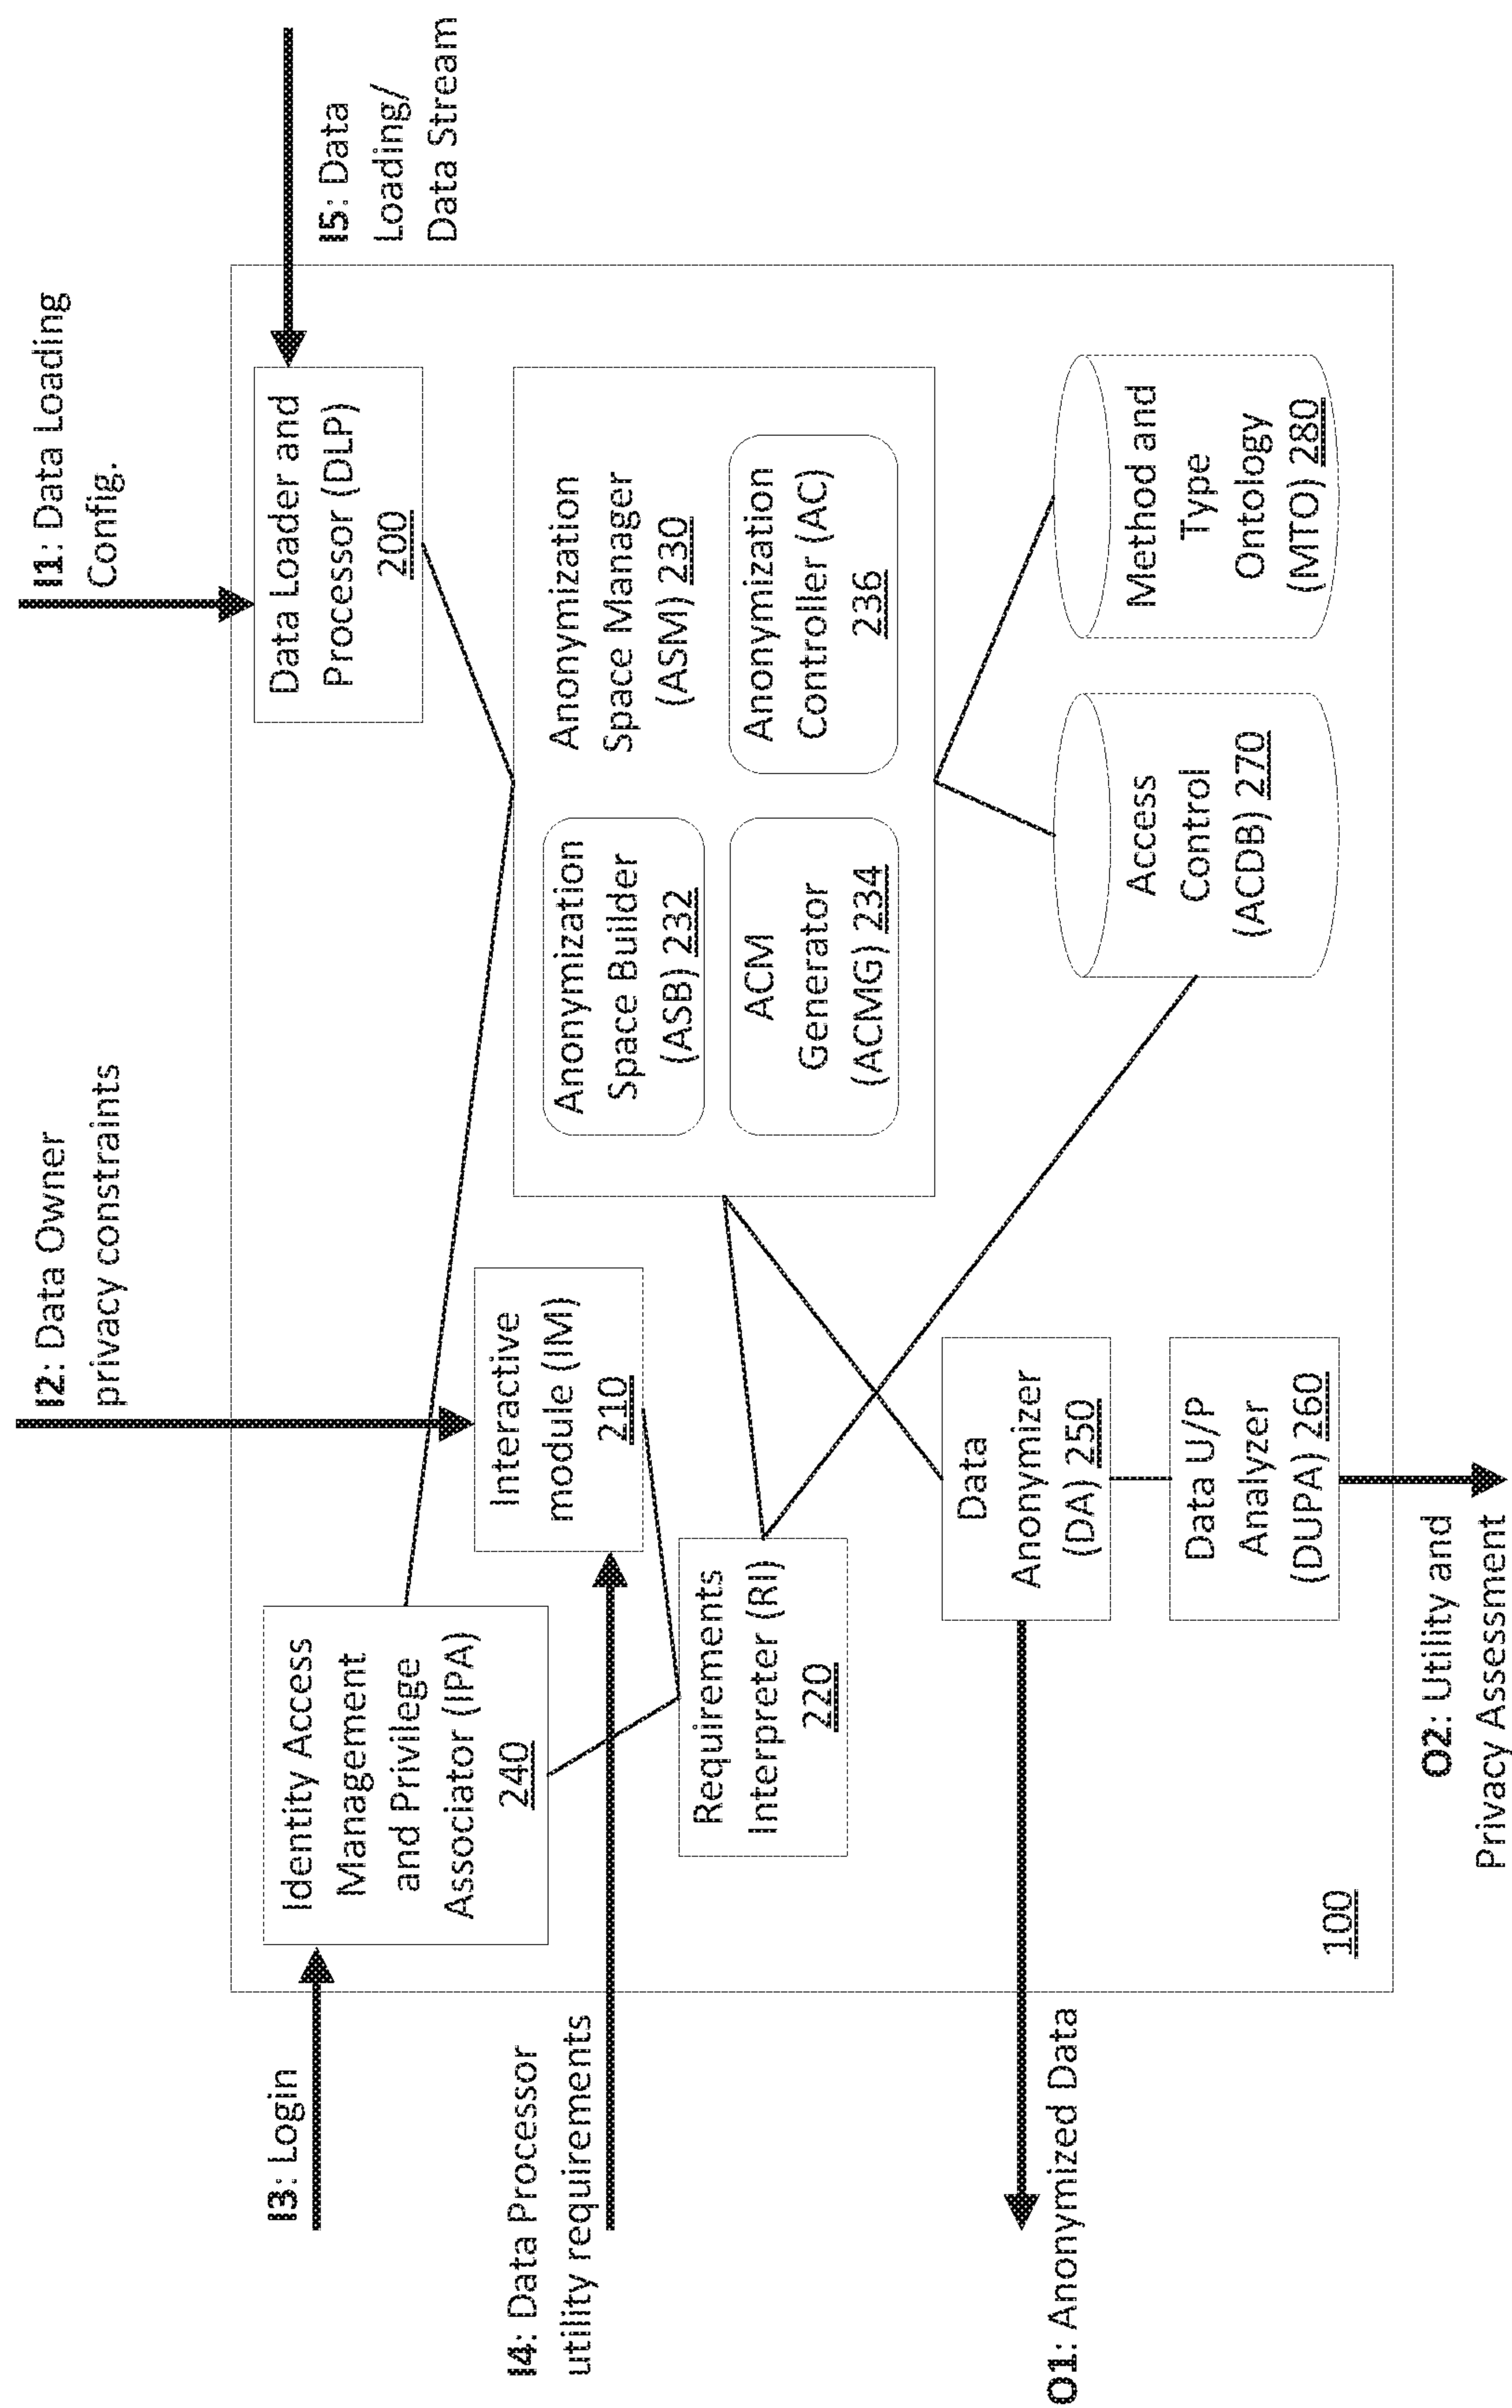 I1: Data Loading
Config.
I2: Data Owner
privacy constraints
I3: Login
I4: Data Processor
utility requirements
I5: Data
Loading/
Data Stream
Data Loader and
Processor (DLP)
200
Identity Access
Management
and Privilege
Associator (IPA)
240
Interactive
module (IM)
210
Requirements
Interpreter (RI)
220
Anonymization
Space Manager
(ASM) 230
Anonymization
Space Builder
(ASB) 232
ACM
Generator
(ACMG) 234
Anonymization
Controller (AC)
236
Data
Anonymizer
(DA) 250
Data U/P
Analyzer
(DUPA) 260
Access
Control
(ACDB) 270
Method and
Type
Ontology
(MTO) 280
100
O1: Anonymized Data
O2: Utility and
Privacy Assessment